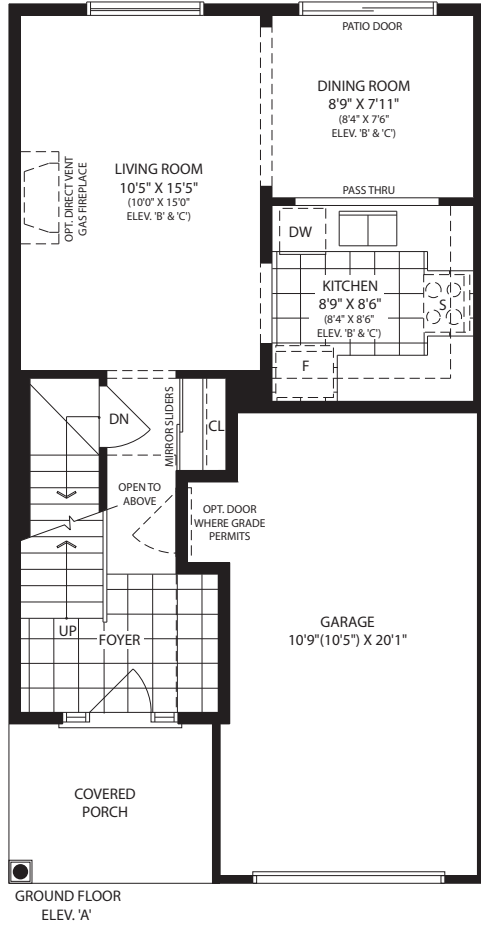 PATIO DOOR
DINING ROOM
8'9" X 7'11"
(8'4" X 7'6"
ELEV. 'B' & 'C')
LIVING ROOM
10'5" X 15'5"
(10'0" X 15'0"
ELEV. 'B' & 'C')
OPT. DIRECT VENT
GAS FIREPLACE
PASS THRU
DW
KITCHEN
8'9" X 8'6"
(8'4" X 8'6"
ELEV. 'B' & 'C')
S
F
DN
MIRROR SLIDERS
CL
OPEN TO
ABOVE
OPT. DOOR
WHERE GRADE
PERMITS
UP
FOYER
GARAGE
10'9"(10'5") X 20'1"
COVERED
PORCH
GROUND FLOOR
ELEV. 'A'